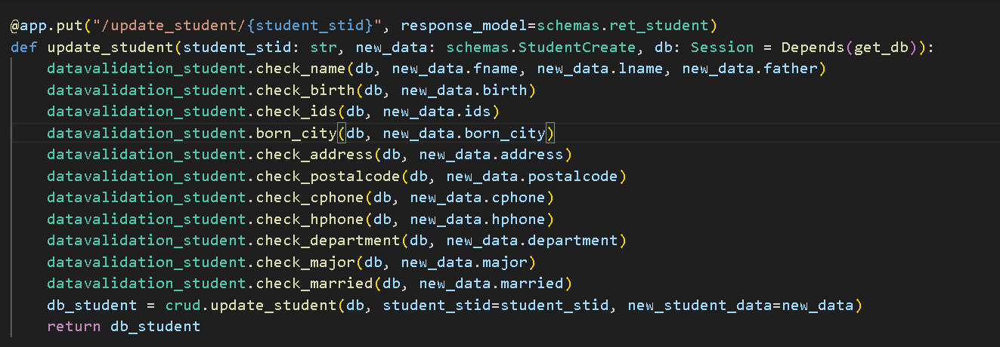 @app.put("/update_student/{student_stid}", response_model=schemas.ret_student)
def update_student(student_stid: str, new_data: schemas.StudentCreate, db: Session = Depends(get_db)):
    datavalidation_student.check_name(db, new_data.fname, new_data.lname, new_data.father)
    datavalidation_student.check_birth(db, new_data.birth)
    datavalidation_student.check_ids(db, new_data.ids)
    datavalidation_student.born_city(db, new_data.born_city)
    datavalidation_student.check_address(db, new_data.address)
    datavalidation_student.check_postalcode(db, new_data.postalcode)
    datavalidation_student.check_cphone(db, new_data.cphone)
    datavalidation_student.check_hphone(db, new_data.hphone)
    datavalidation_student.check_department(db, new_data.department)
    datavalidation_student.check_major(db, new_data.major)
    datavalidation_student.check_married(db, new_data.married)
    db_student = crud.update_student(db, student_stid=student_stid, new_student_data=new_data)
    return db_student